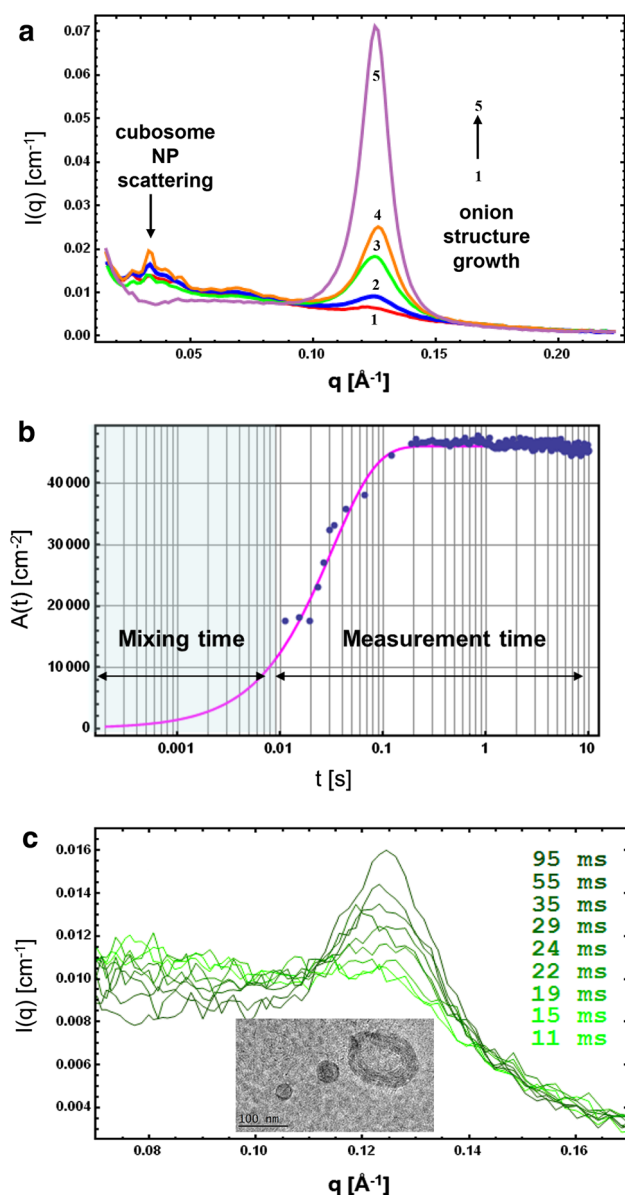 a
0.07
0.06
0.05
0.04
0.03
0.02
0.01
0.00
I(q) [cm-1]
cubosome
NP
scattering
5
4
3
2
1
5
1
onion
structure
growth
0.05
0.10
0.15
0.20
q [Å-1]
b
40 000
30 000
20 000
10 000
0
A(t) [cm-2]
Mixing time
Measurement time
0.001
0.01
0.1
1
10
t [s]
c
0.016
0.014
0.012
0.010
0.008
0.006
0.004
I(q) [cm-1]
95 ms
55 ms
35 ms
29 ms
24 ms
22 ms
19 ms
15 ms
11 ms
100 nm
0.08
0.10
0.12
0.14
0.16
q [Å-1]